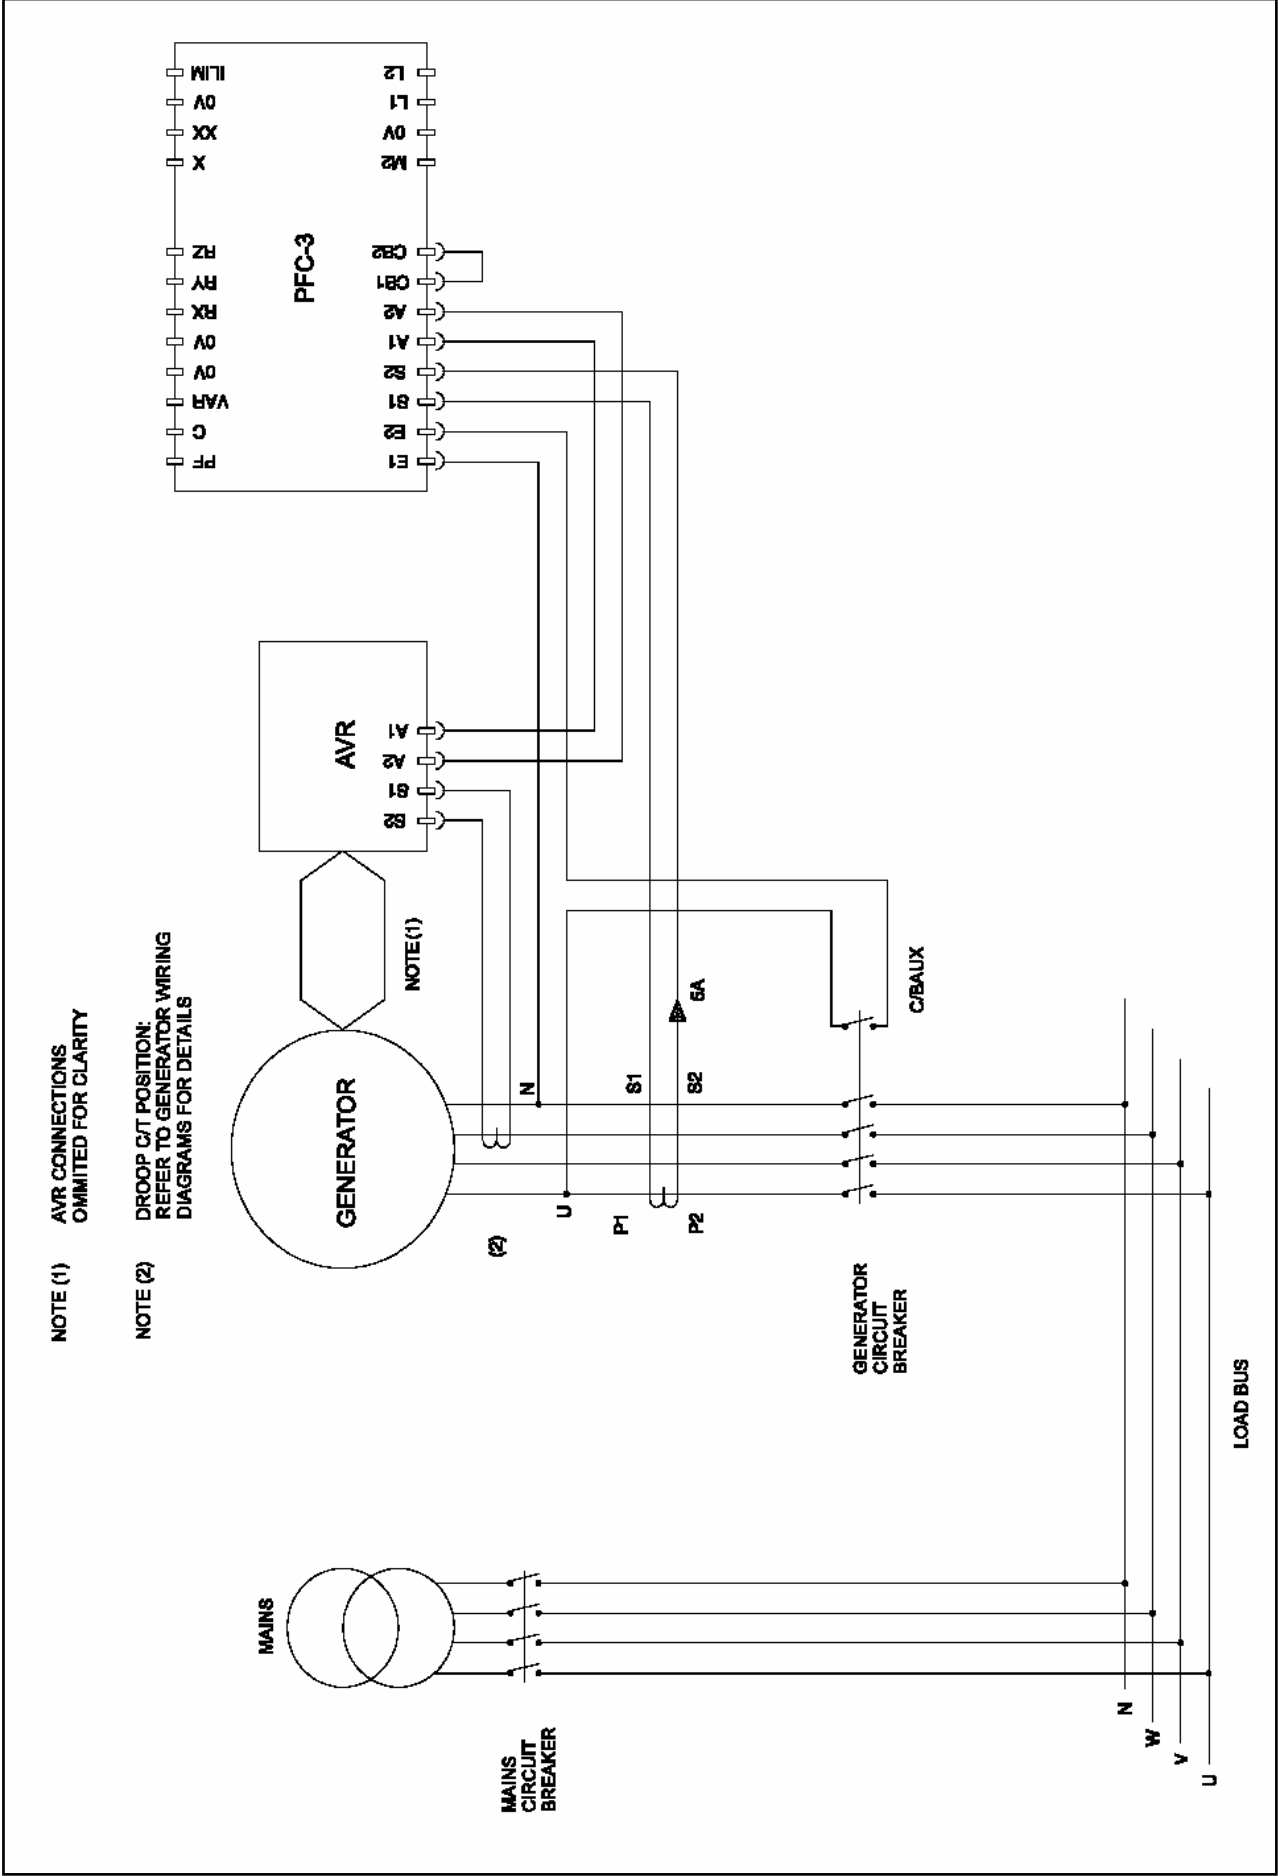 NOTE (1)
AVR CONNECTIONS
OMMITED FOR CLARITY
NOTE (2)
DROOP C/T POSITION:
REFER TO GENERATOR WIRING
DIAGRAMS FOR DETAILS
MAINS
MAINS
CIRCUIT
BREAKER
GENERATOR
NOTE(1)
AVR
S2
S1
A2
A1
PFC-3
PF
C
VAR
0V
0V
RX
RY
RZ
X
XX
0V
ILIM
E1
E2
S1
S2
A1
A2
CB1
CB2
M2
0V
L1
L2
(2)
N
U
P1
P2
S1
S2
5A
C/BAUX
GENERATOR
CIRCUIT
BREAKER
N
W
V
U
LOAD BUS